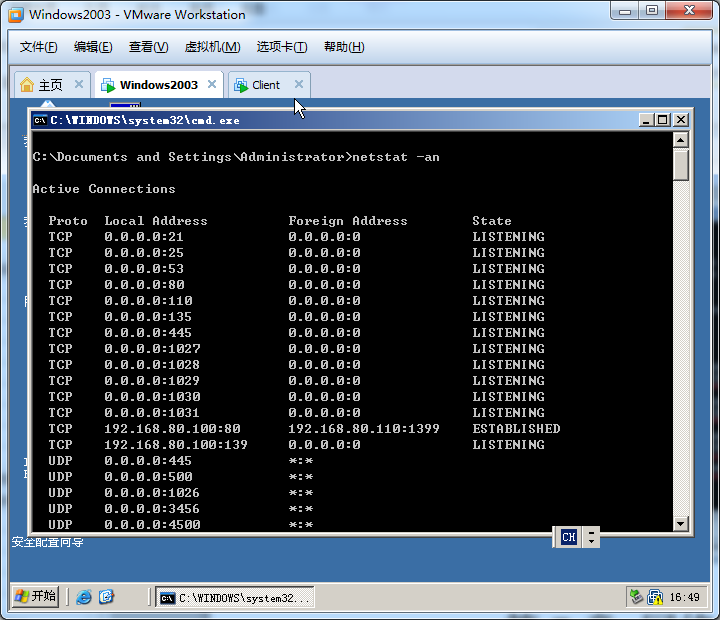 Windows2003 - VMware Workstation
文件(F) 编辑(E) 查看(V) 虚拟机(M) 选项卡(T) 帮助(H)
主页 Windows2003 Client
C:\WINDOWS\system32\cmd.exe
C:\Documents and Settings\Administrator>netstat -an
Active Connections
Proto Local Address Foreign Address State
TCP 0.0.0.0:21 0.0.0.0:0 LISTENING
TCP 0.0.0.0:25 0.0.0.0:0 LISTENING
TCP 0.0.0.0:53 0.0.0.0:0 LISTENING
TCP 0.0.0.0:80 0.0.0.0:0 LISTENING
TCP 0.0.0.0:110 0.0.0.0:0 LISTENING
TCP 0.0.0.0:135 0.0.0.0:0 LISTENING
TCP 0.0.0.0:445 0.0.0.0:0 LISTENING
TCP 0.0.0.0:1027 0.0.0.0:0 LISTENING
TCP 0.0.0.0:1028 0.0.0.0:0 LISTENING
TCP 0.0.0.0:1029 0.0.0.0:0 LISTENING
TCP 0.0.0.0:1030 0.0.0.0:0 LISTENING
TCP 0.0.0.0:1031 0.0.0.0:0 LISTENING
TCP 192.168.80.100:80 192.168.80.110:1399 ESTABLISHED
TCP 192.168.80.100:139 0.0.0.0:0 LISTENING
UDP 0.0.0.0:445 *:*
UDP 0.0.0.0:500 *:*
UDP 0.0.0.0:1026 *:*
UDP 0.0.0.0:3456 *:*
UDP 0.0.0.0:4500 *:*
CH
安全配置向导
开始 C:\WINDOWS\system32... 16:49